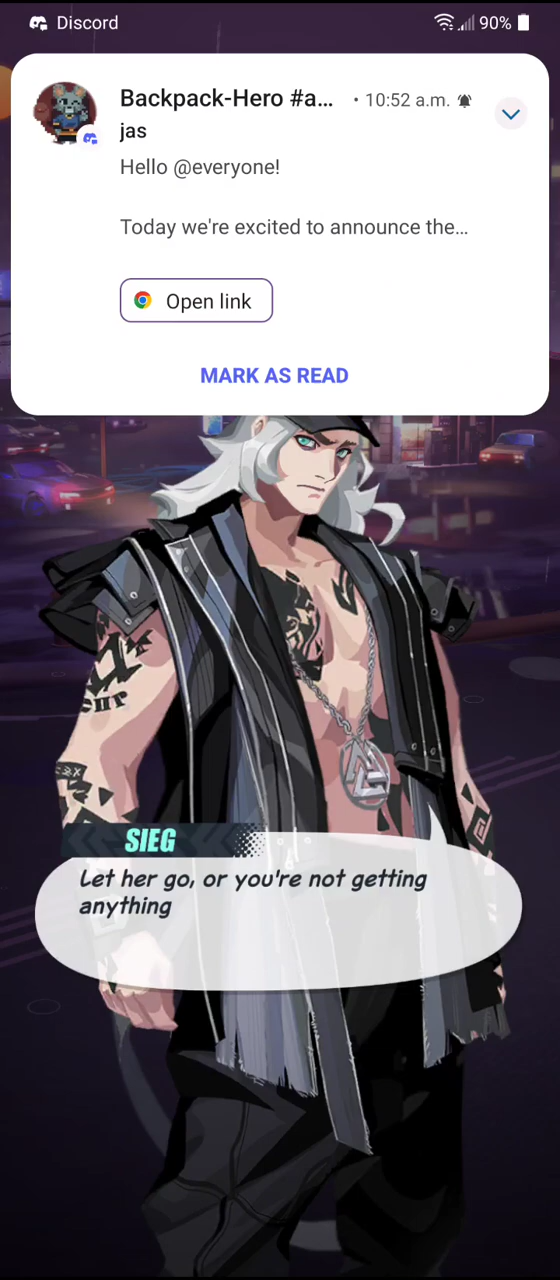 Discord
90%
Backpack-Hero #a... • 10:52 a.m.
jas
Hello @everyone!
Today we're excited to announce the...
Open link
MARK AS READ
SIEG
Let her go, or you're not getting
anything